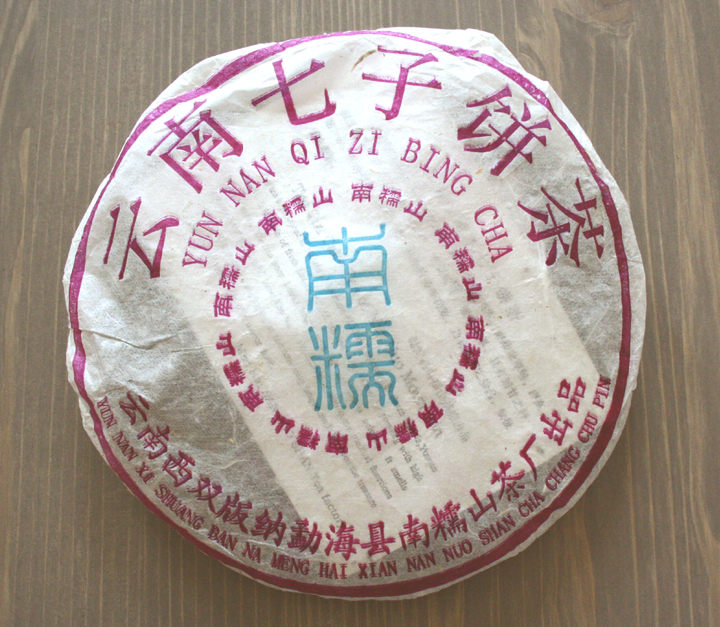 云南七子饼茶
YUN NAN QI ZI BING CHA
南糯山 南糯山 南糯山 南糯山 南糯山 南糯山 南糯山 南糯山 南糯山
南糯
云南西双版纳勐海县南糯山茶厂出品
YUN NAN XI SHUANG BAN NA MENG HAI XIAN NAN NUO SHAN CHA CHANG CHU PIN